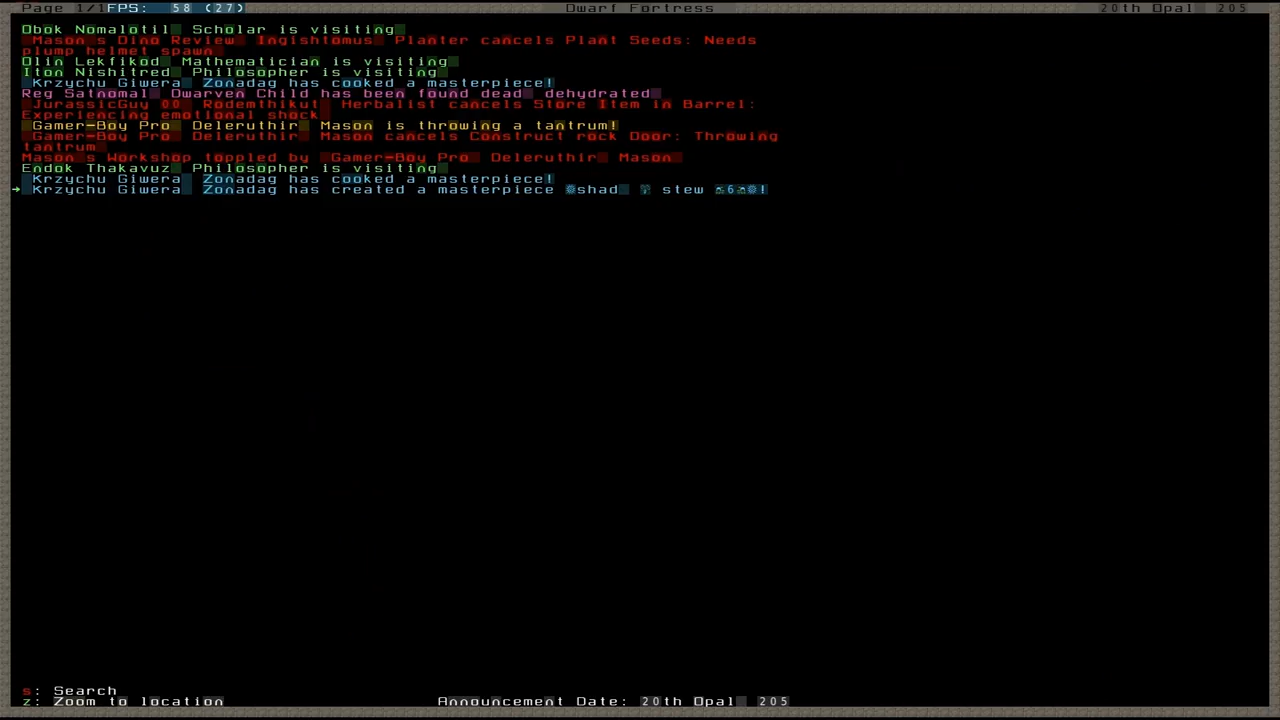 Page 1/1 FPS: 58 (27) Dwarf Fortress 20th Opal 205
Obok Nomalotil Scholar is visiting
Mason s Dino Review Ingishtomus Planter cancels Plant Seeds: Needs
plump helmet spawn
Olin Lekfikod Mathematician is visiting
Iton Nishitred Philosopher is visiting
Krzychu Giwera Zonadag has cooked a masterpiece!
Reg Satnomal Dwarven Child has been found dead dehydrated
JurassicGuy 00 Rodemthikut Herbalist cancels Store Item in Barrel:
Experiencing emotional shock
Gamer-Boy Pro Deleruthir Mason is throwing a tantrum!
Gamer-Boy Pro Deleruthir Mason cancels Construct rock Door: Throwing
tantrum
Mason s Workshop toppled by Gamer-Boy Pro Deleruthir Mason
Endok Thakavuz Philosopher is visiting
Krzychu Giwera Zonadag has cooked a masterpiece!
Krzychu Giwera Zonadag has created a masterpiece shad stew 6 !
s: Search
z: Zoom to location Announcement Date: 20th Opal 205